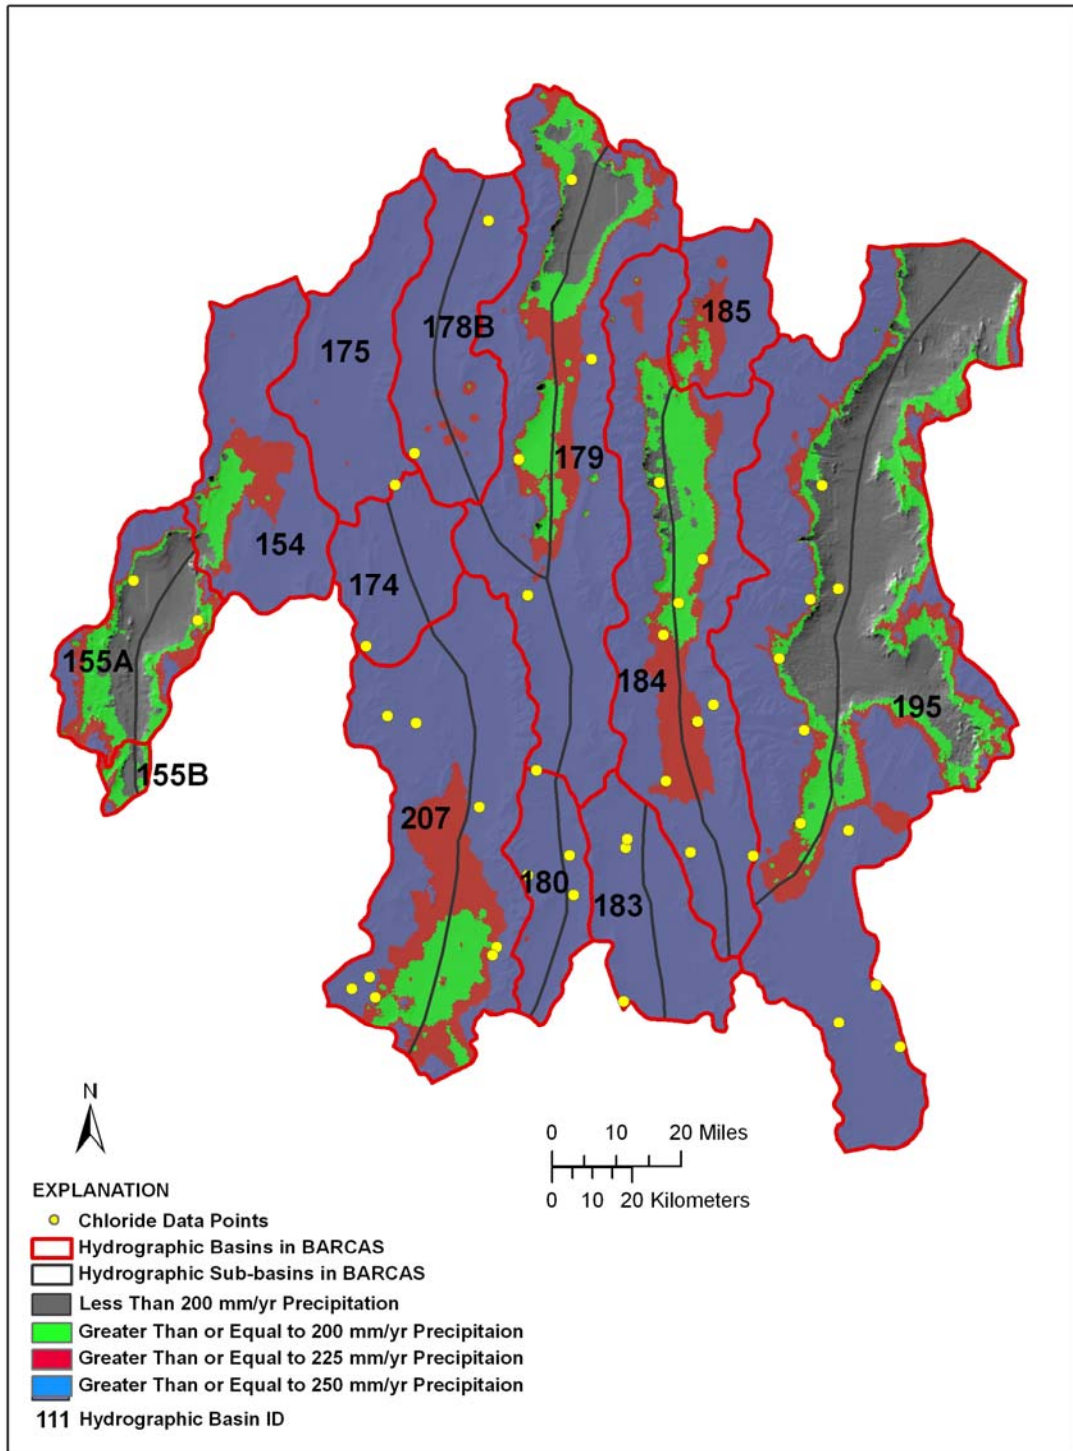 185
175
178B
179
154
174
155A
184
195
155B
207
180
183
N
0 10 20 Miles
0 10 20 Kilometers
EXPLANATION
Chloride Data Points
Hydrographic Basins in BARCAS
Hydrographic Sub-basins in BARCAS
Less Than 200 mm/yr Precipitation
Greater Than or Equal to 200 mm/yr Precipitaion
Greater Than or Equal to 225 mm/yr Precipitaion
Greater Than or Equal to 250 mm/yr Precipitaion
111 Hydrographic Basin ID